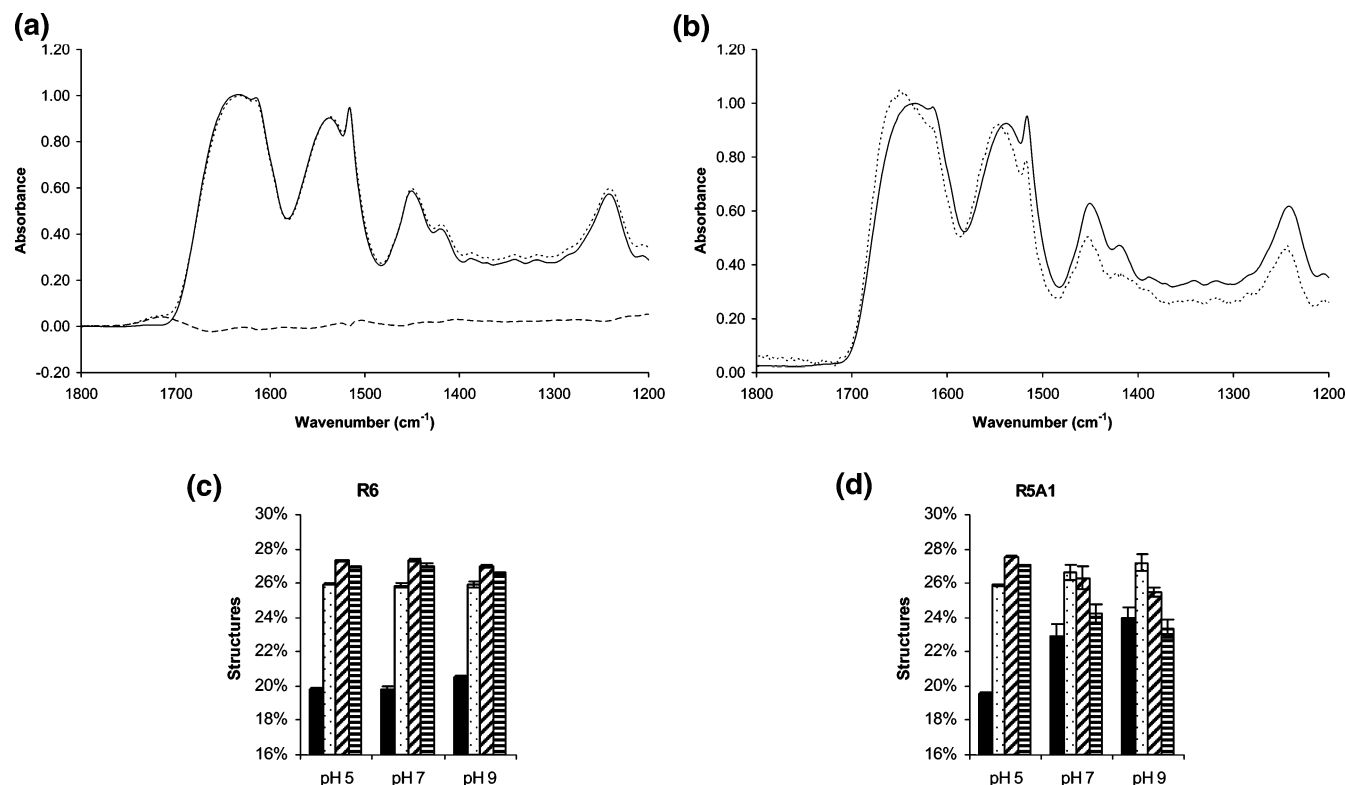 (a)
1.20
1.00
0.80
0.60
0.40
0.20
0.00
-0.20
Absorbance
1800 1700 1600 1500 1400 1300 1200
Wavenumber (cm⁻¹)
(b)
1.20
1.00
0.80
0.60
0.40
0.20
0.00
Absorbance
1800 1700 1600 1500 1400 1300 1200
Wavenumber (cm⁻¹)
(c)
R6
30%
28%
26%
24%
22%
20%
18%
16%
Structures
pH 5 pH 7 pH 9
(d)
R5A1
30%
28%
26%
24%
22%
20%
18%
16%
Structures
pH 5 pH 7 pH 9